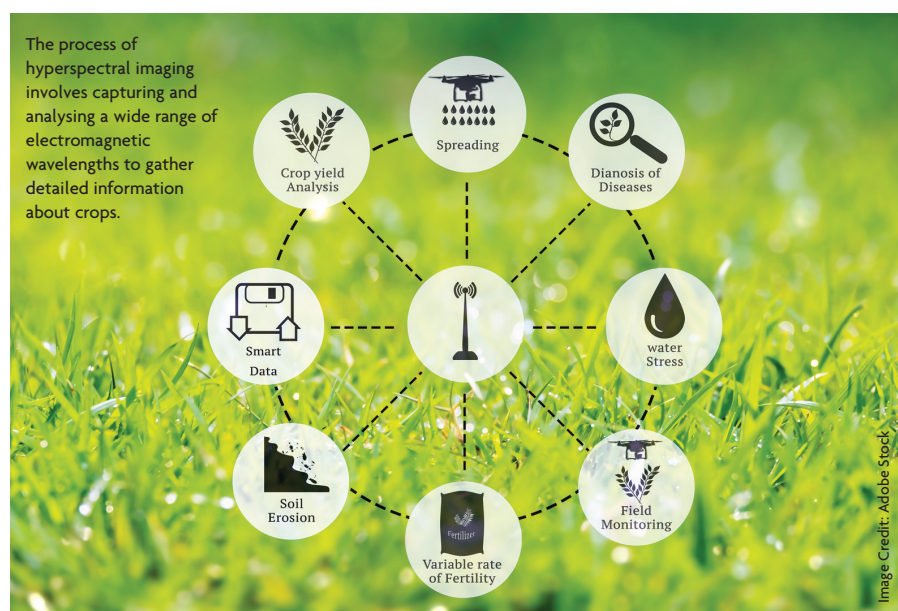 The process of
hyperspectral imaging
involves capturing and
analysing a wide range of
electromagnetic
wavelengths to gather
detailed information
about crops.
Spreading
Crop yield
Analysis
Dianosis of
Diseases
Smart
Data
water
Stress
Soil
Erosion
Fertilizer
Variable rate
of Fertility
Field
Monitoring
Image Credit: Adobe Stock